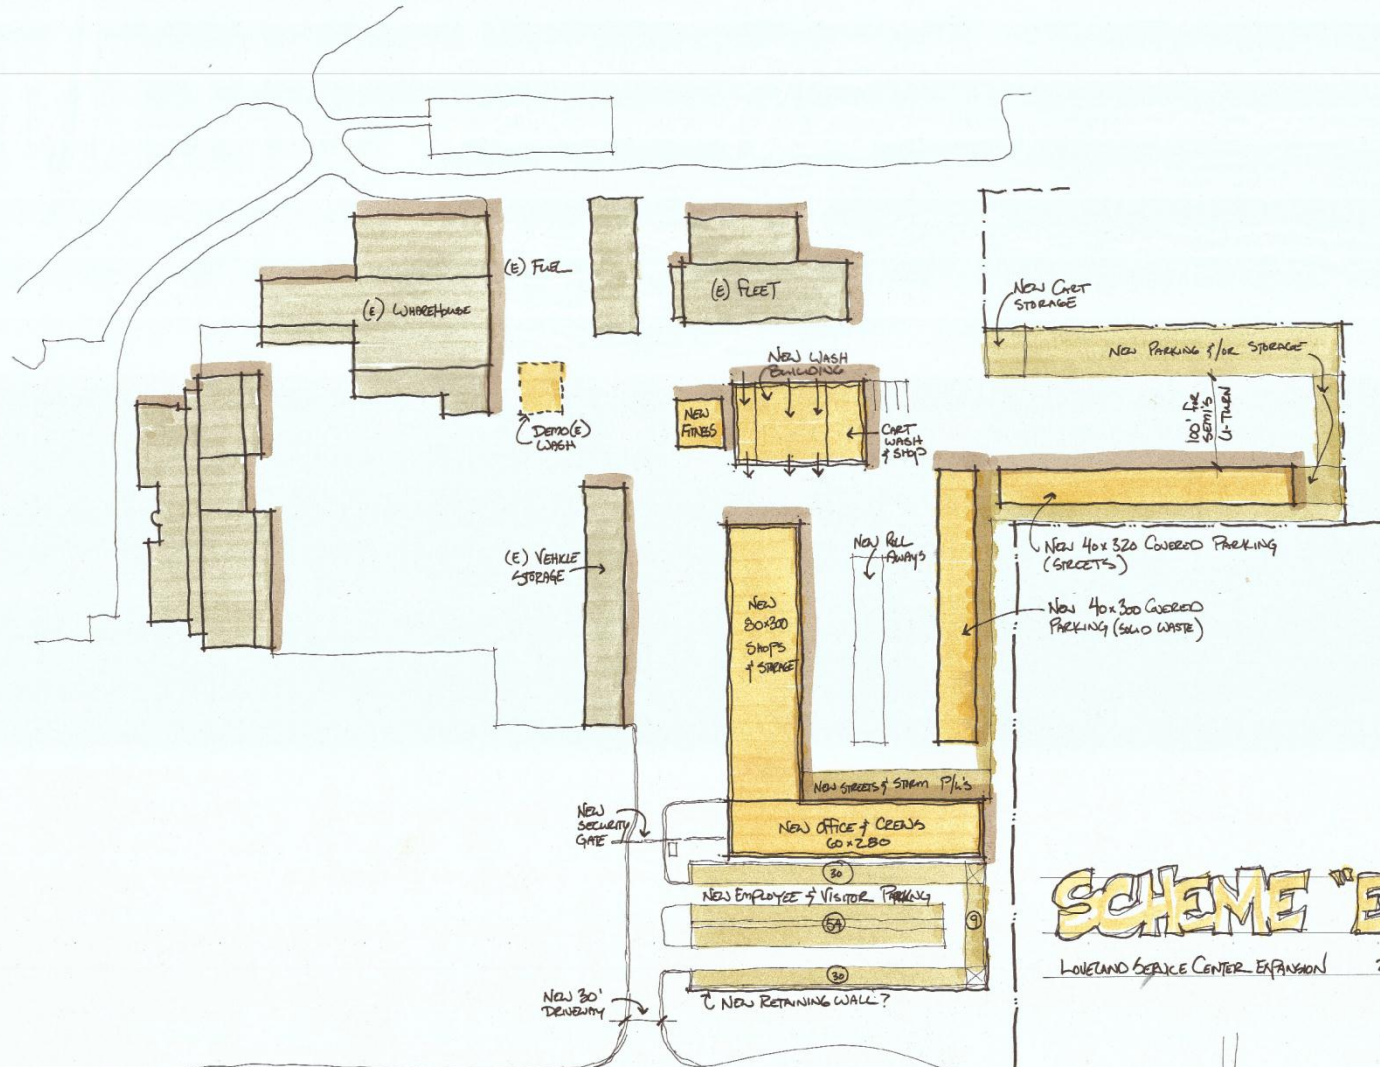 (E) FUEL
(E) WHAREHOUSE
(E) FLEET
NEW CART
STORAGE
NEW PARKING &/OR STORAGE
100' for
SEMI'S
U-TURN
NEW WASH
BUILDING
NEW
FITNES
CART
WASH
& SHOP
DEMO (E)
WASH
(E) VEHICLE
STORAGE
NEW ROLL
AWAYS
NEW 40x320 COVERED PARKING
(STREETS)
NEW 40x300 COVERED
PARKING (SOLID WASTE)
NEW
80x300
SHOPS
& STORAGE
NEW STREETS & STORM P/L'S
NEW
SECURITY
GATE
NEW OFFICE & CREWS
60x280
30
NEW EMPLOYEE & VISITOR PARKING
54
9
30
NEW RETAINING WALL?
NEW 30'
DRIVEWAY
SCHEME "E
LOVELAND SERVICE CENTER EXPANSION